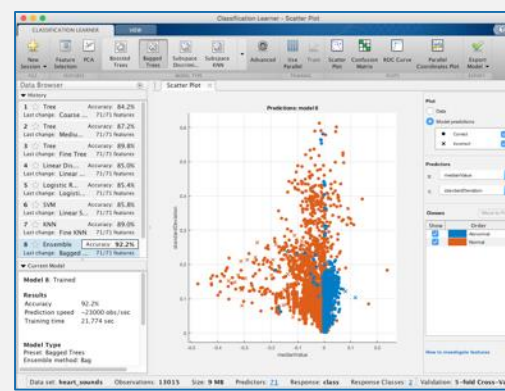 Classification Learner - Scatter Plot
CLASSIFICATION LEARNER VIEW
New Session
Feature Selection
PCA
Boosted Trees
Bagged Trees
Subspace Discrimi...
Subspace KNN
Advanced
Use Parallel
Train
Scatter Plot
Confusion Matrix
ROC Curve
Parallel Coordinates Plot
Export Model
Data Browser
Scatter Plot
History
1 Tree Accuracy: 84.2%
Last change: Coarse ... 71/71 features
2 Tree Accuracy: 87.2%
Last change: Mediu... 71/71 features
3 Tree Accuracy: 89.8%
Last change: Fine Tree 71/71 features
4 Linear Dis... Accuracy: 85.0%
Last change: Linear ... 71/71 features
5 Logistic R... Accuracy: 85.4%
Last change: Logistic ... 71/71 features
6 SVM Accuracy: 85.8%
Last change: Linear S... 71/71 features
7 KNN Accuracy: 89.0%
Last change: Fine KNN 71/71 features
8 Ensemble Accuracy: 92.2%
Last change: Bagged ... 71/71 features
Current Model
Model 8: Trained
Results
Accuracy 92.2%
Prediction speed ~23000 obs/sec
Training time 21.774 sec
Model Type
Preset: Bagged Trees
Ensemble method: Bag
Predictions: model 8
standardDeviation
medianValue
Plot
Data
Model predictions
Correct
Incorrect
Predictors
X: medianValue
Y: standardDeviation
Classes
Show Order
Abnormal
Normal
How to investigate features
Data set: heart_sounds Observations: 13015 Size: 9 MB Predictors: 71 Response: class Response Classes: 2 Validation: 5-fold Cross-Va